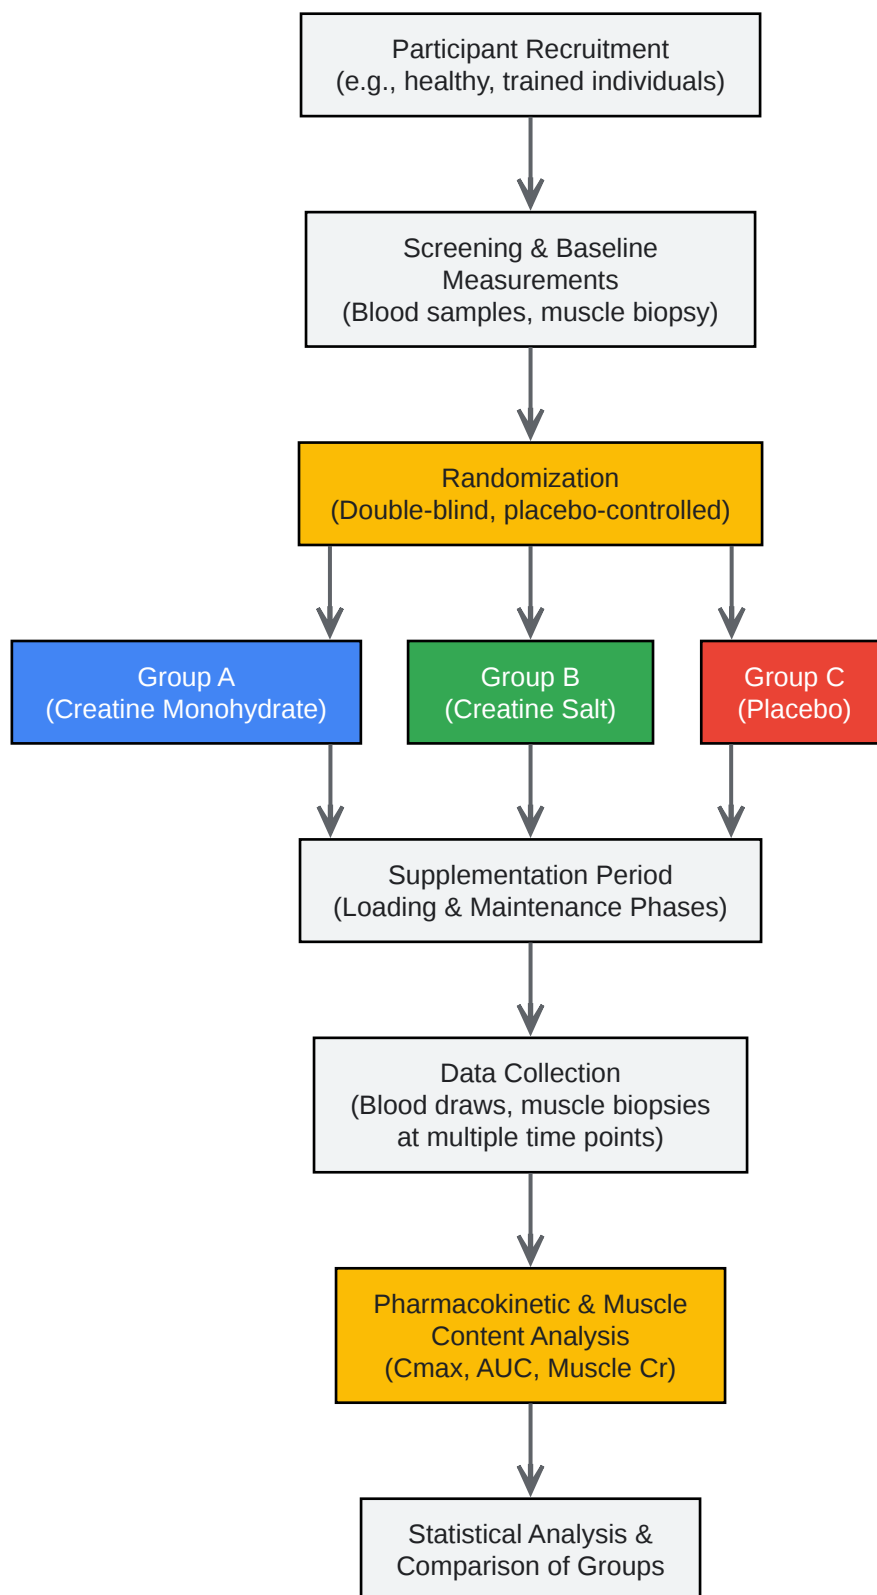 Participant Recruitment
(e.g., healthy, trained individuals)
Screening & Baseline
Measurements
(Blood samples, muscle biopsy)
Randomization
(Double-blind, placebo-controlled)
Group A
(Creatine Monohydrate)
Group B
(Creatine Salt)
Group C
(Placebo)
Supplementation Period
(Loading & Maintenance Phases)
Data Collection
(Blood draws, muscle biopsies
at multiple time points)
Pharmacokinetic & Muscle
Content Analysis
(Cmax, AUC, Muscle Cr)
Statistical Analysis &
Comparison of Groups